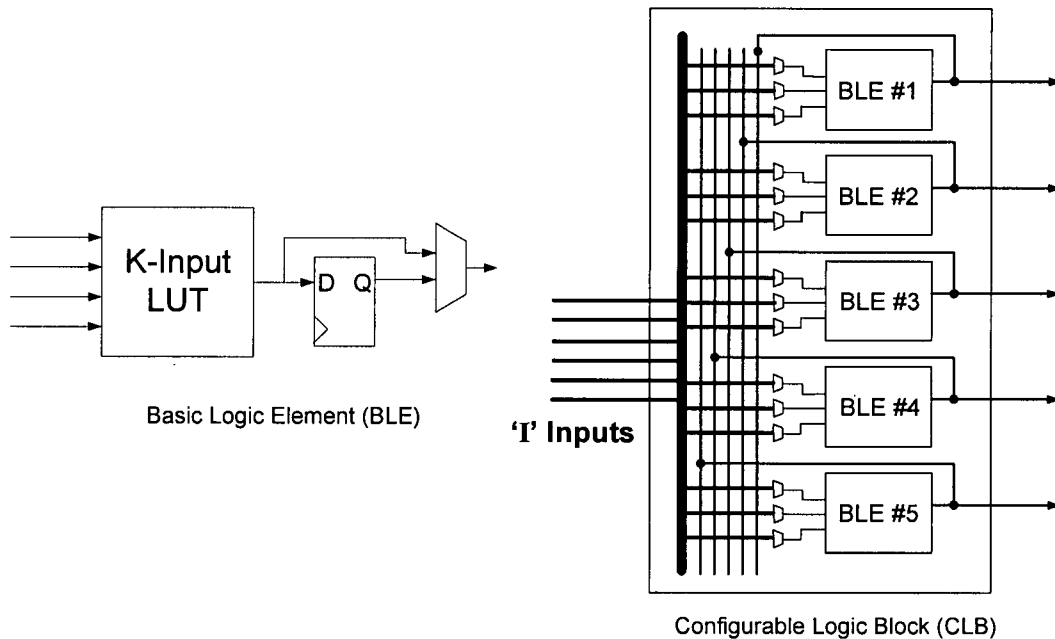 K-Input
LUT
D Q
Basic Logic Element (BLE)
'I' Inputs
BLE #1
BLE #2
BLE #3
BLE #4
BLE #5
Configurable Logic Block (CLB)